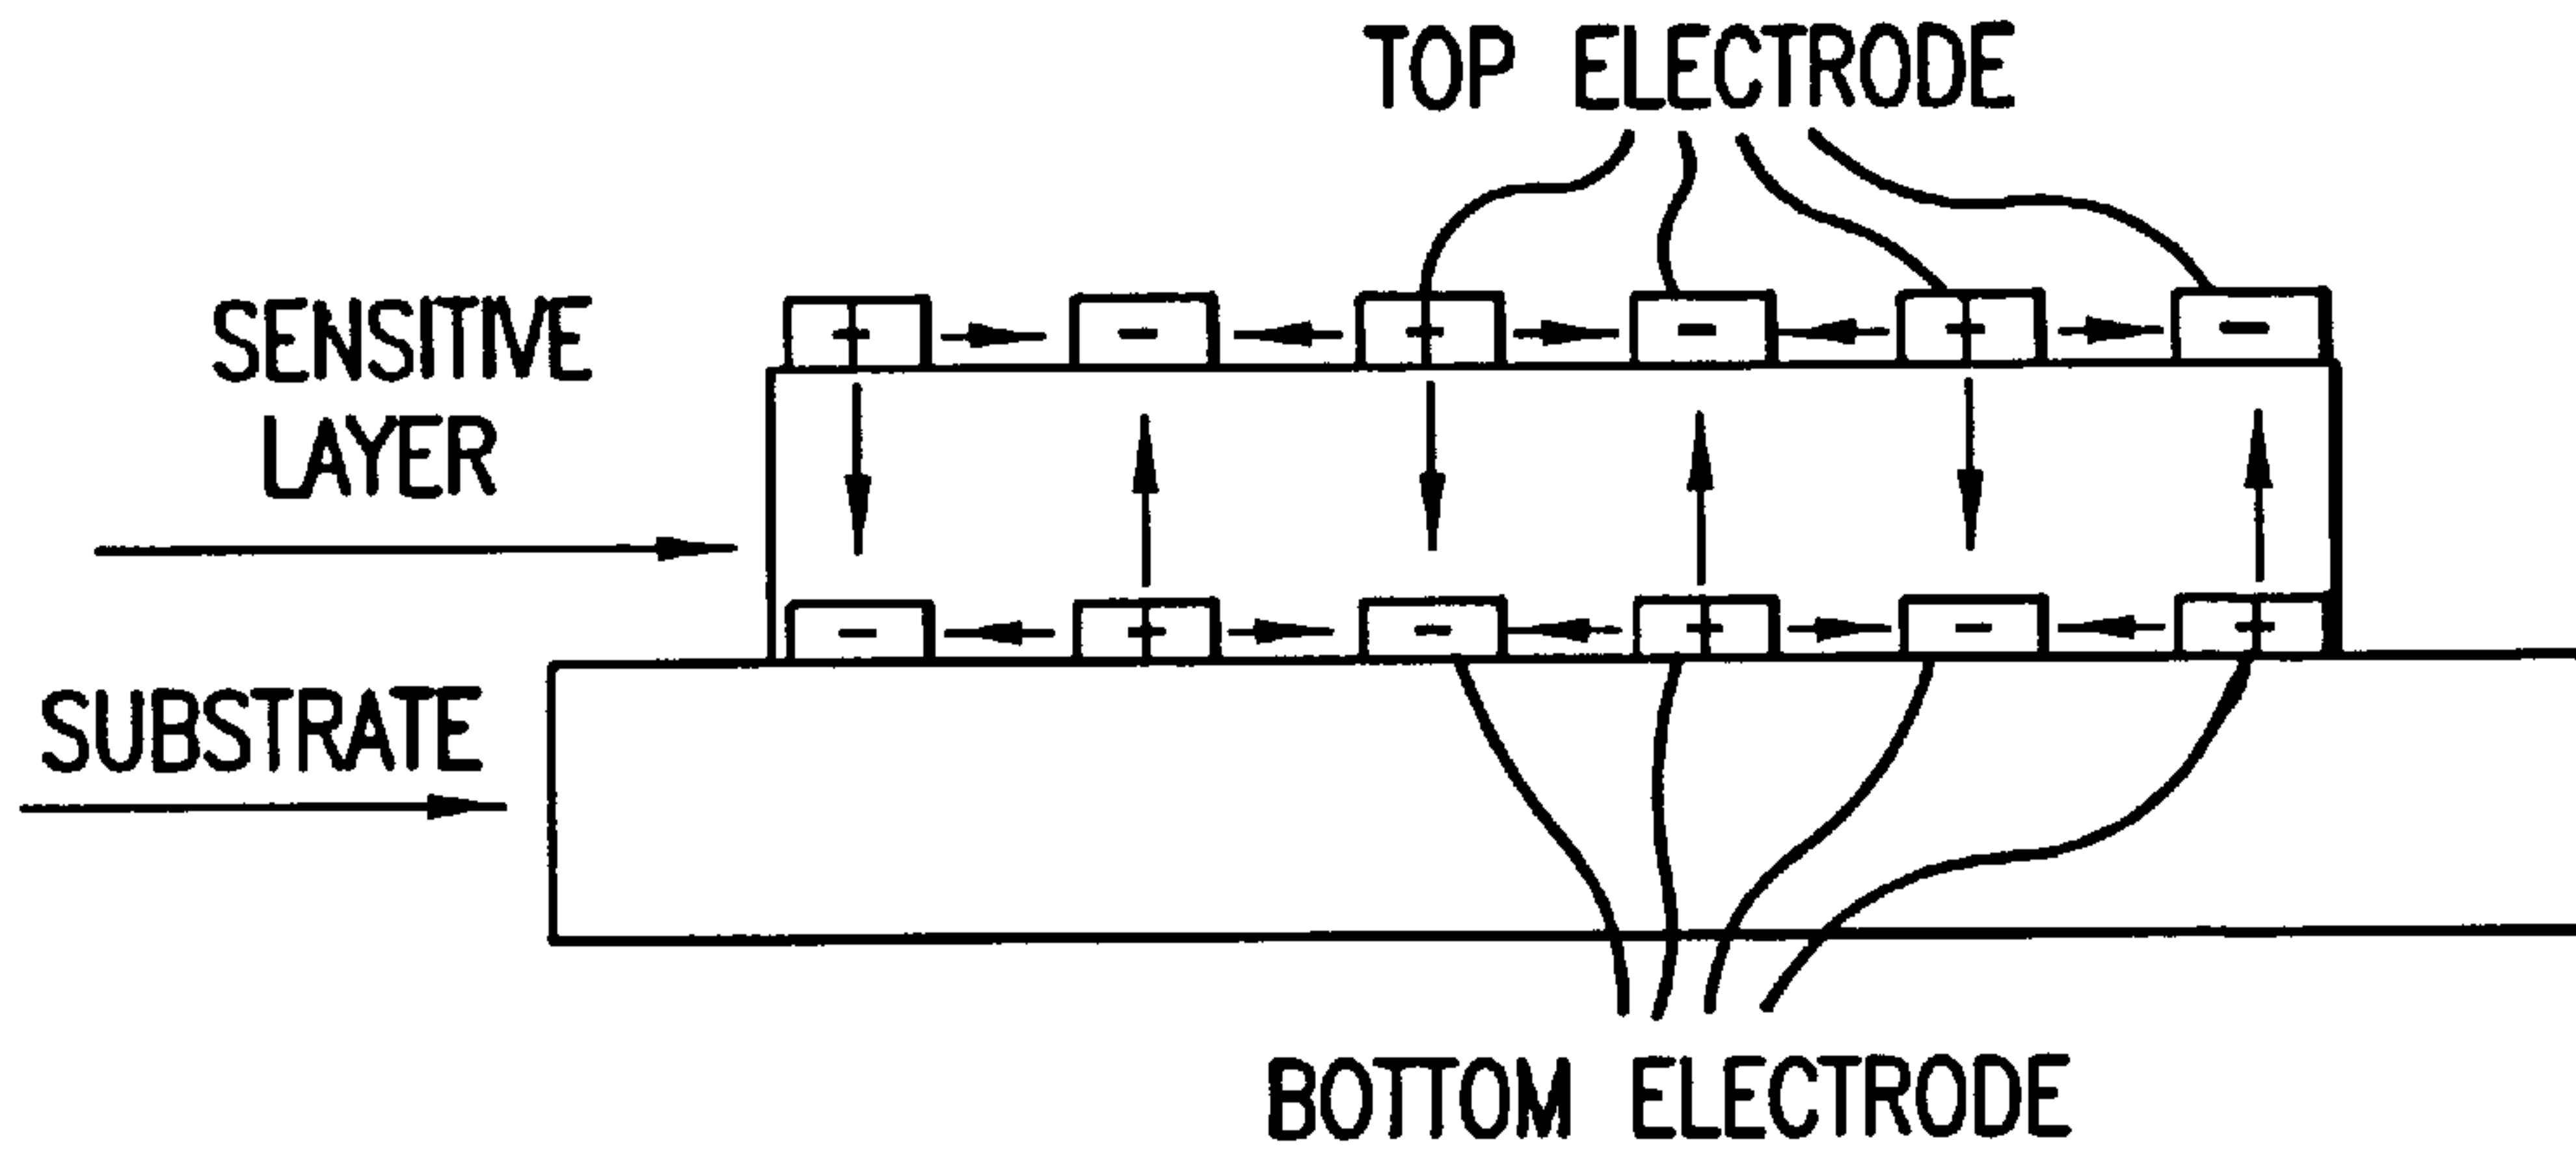 TOP ELECTRODE
SENSITIVE
LAYER
+ - + - + -
- + - + - +
SUBSTRATE
BOTTOM ELECTRODE